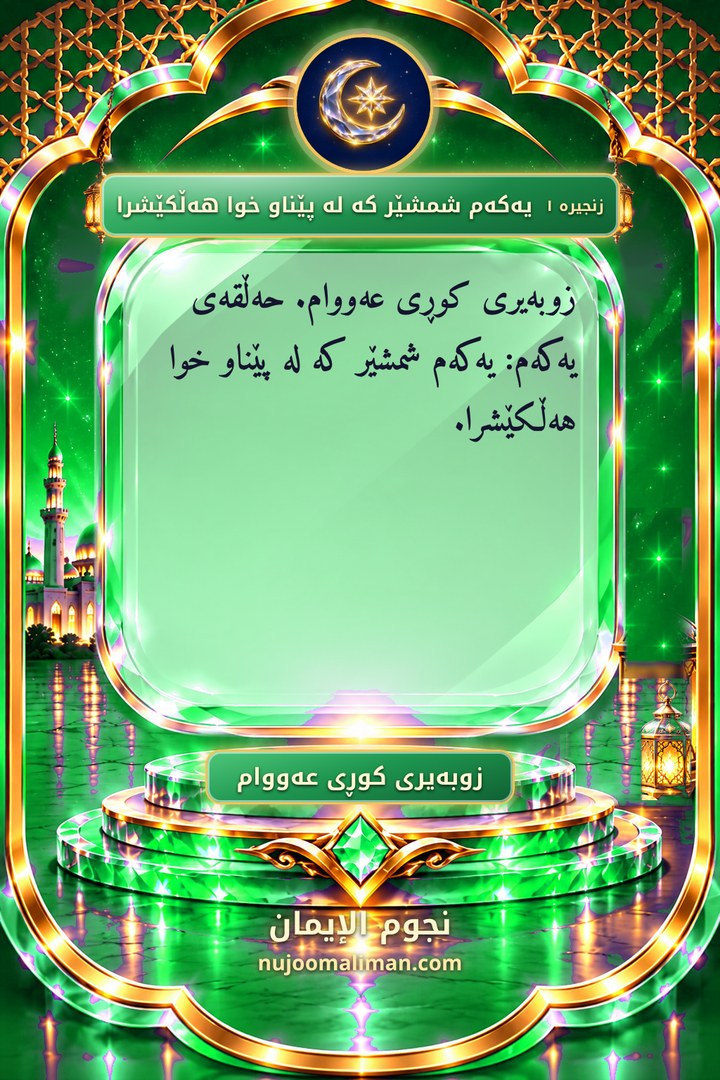 زنجیرە ١ یەکەم شمشێر کە لە پێناو خوا هەڵکێشرا
زوبەیری کوڕی عەووام. حەڵقەی
یەکەم: یەکەم شمشێر کە لە پێناو خوا
هەڵکێشرا.
زوبەیری کوڕی عەووام
نجوم الإيمان
nujoomaliman.com